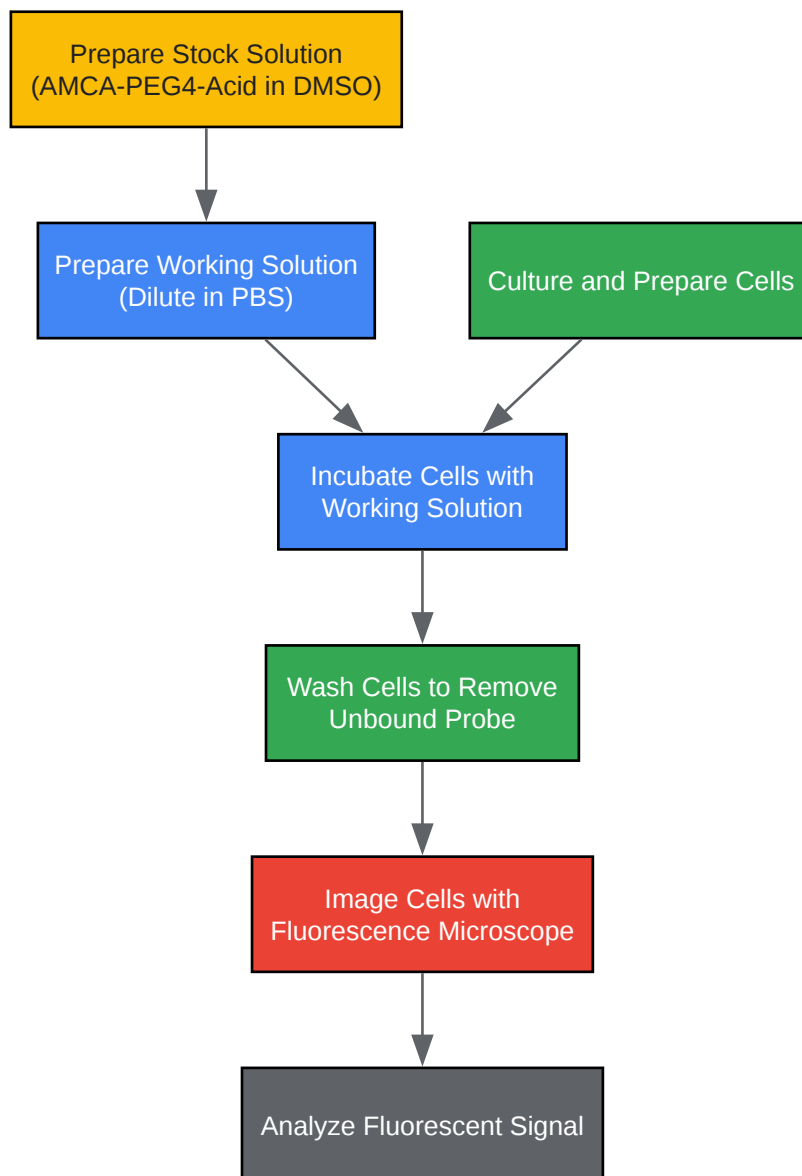 Prepare Stock Solution
(AMCA-PEG4-Acid in DMSO)
Prepare Working Solution
(Dilute in PBS)
Culture and Prepare Cells
Incubate Cells with
Working Solution
Wash Cells to Remove
Unbound Probe
Image Cells with
Fluorescence Microscope
Analyze Fluorescent Signal